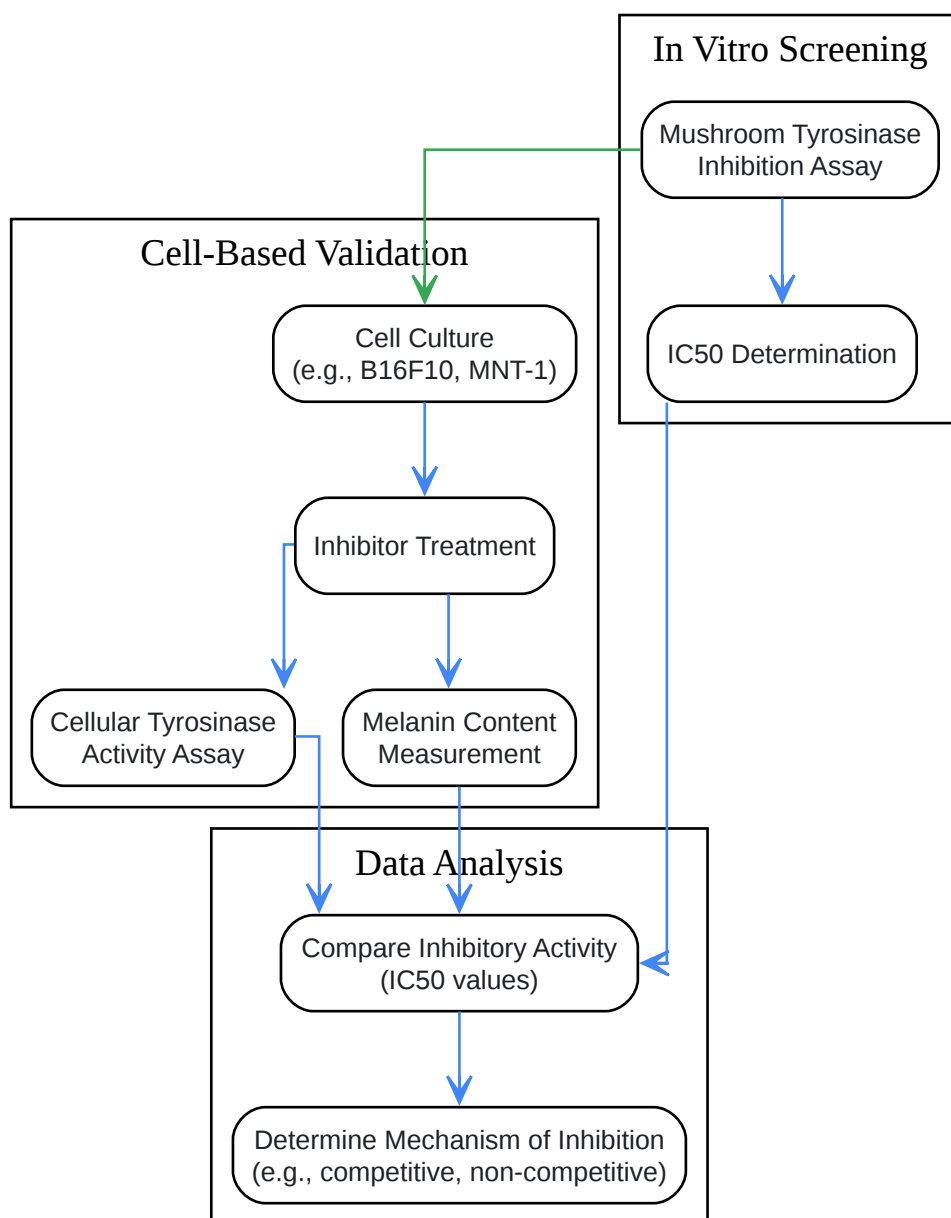 In Vitro Screening
Mushroom Tyrosinase
Inhibition Assay
IC50 Determination
Cell-Based Validation
Cell Culture
(e.g., B16F10, MNT-1)
Inhibitor Treatment
Cellular Tyrosinase
Activity Assay
Melanin Content
Measurement
Data Analysis
Compare Inhibitory Activity
(IC50 values)
Determine Mechanism of Inhibition
(e.g., competitive, non-competitive)